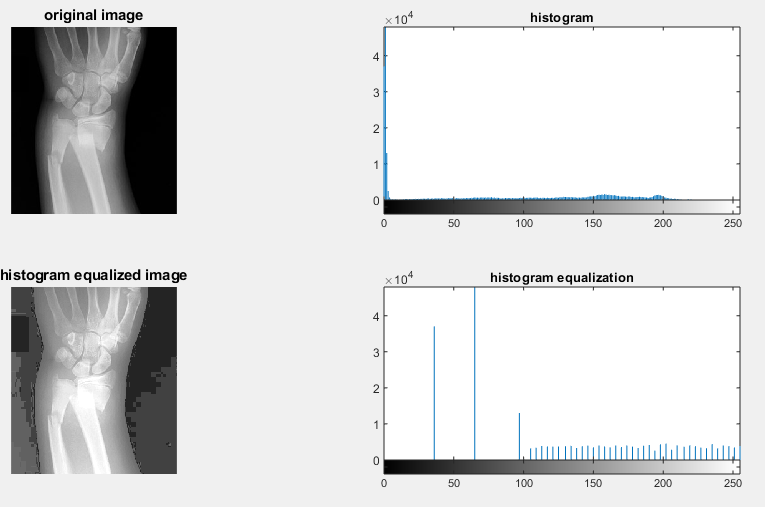 original image
histogram
×10^4
4
3
2
1
0
0 50 100 150 200 250
histogram equalized image
histogram equalization
×10^4
4
3
2
1
0
0 50 100 150 200 250